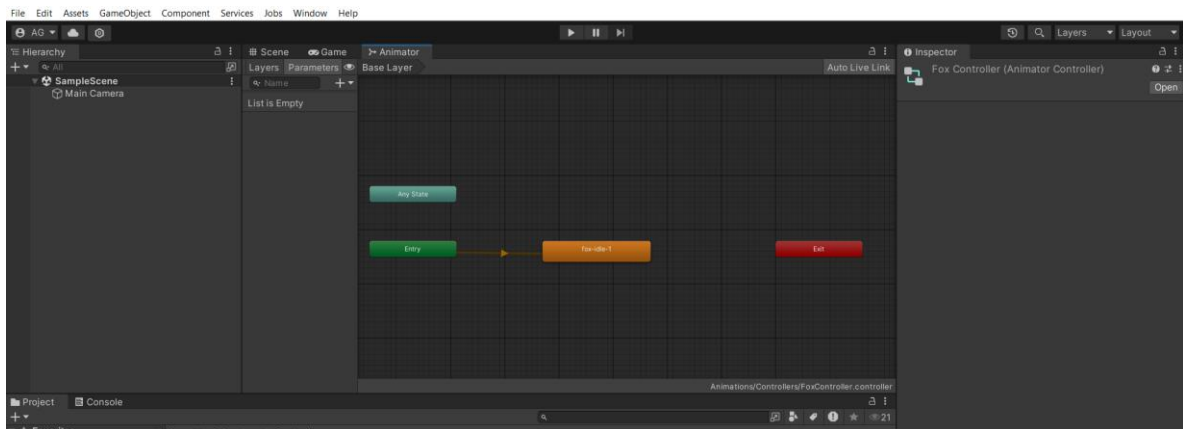 File Edit Assets GameObject Component Services Jobs Window Help
AG Layers Layout
Hierarchy
All
SampleScene
Main Camera
Scene Game Animator
Layers Parameters Base Layer Auto Live Link
Name
List is Empty
Any State
Entry
fox-idle-1
Exit
Animations/Controllers/FoxController.controller
Inspector
Fox Controller (Animator Controller)
Open
Project Console
21